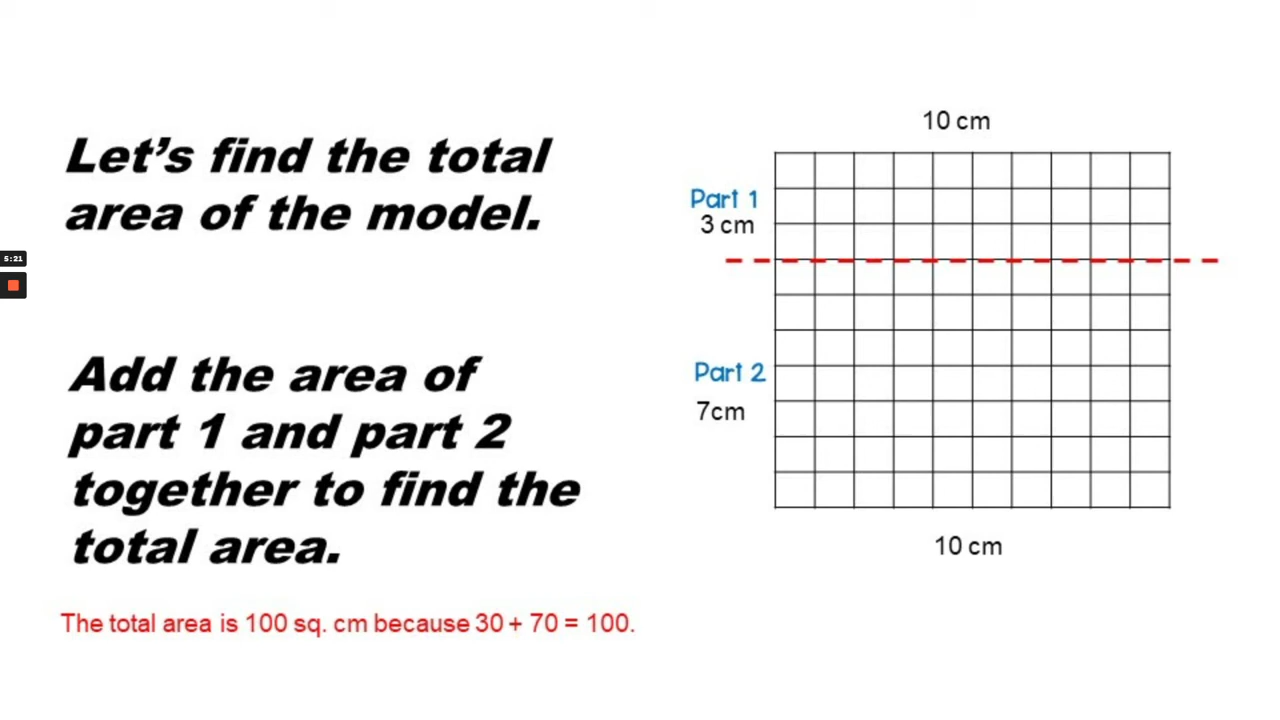 Let’s find the total
area of the model.
5:21
Add the area of
part 1 and part 2
together to find the
total area.
The total area is 100 sq. cm because 30 + 70 = 100.
10 cm
Part 1
3 cm
Part 2
7cm
10 cm